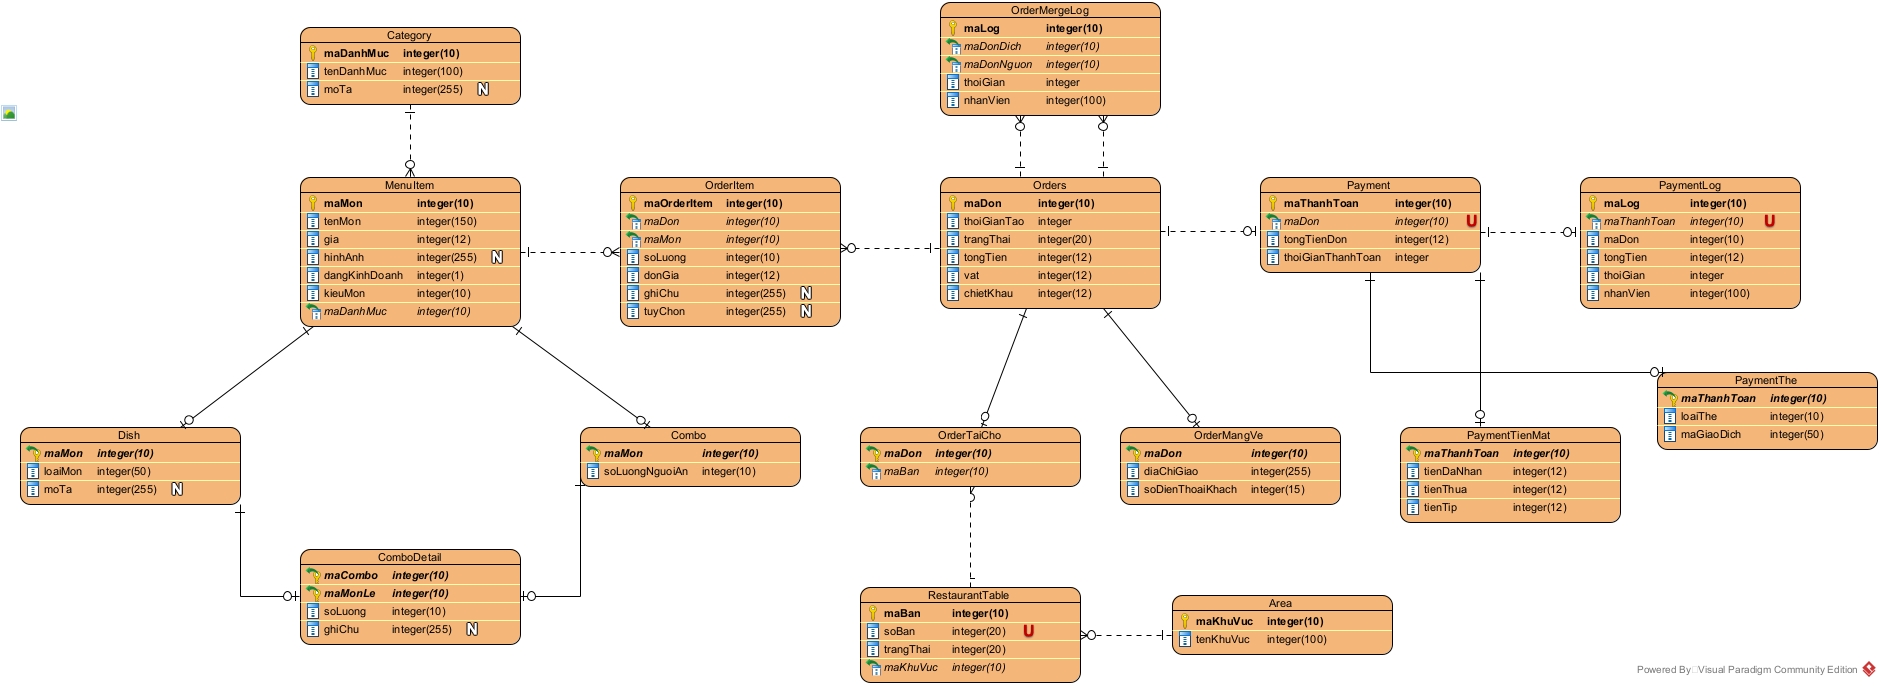 OrderMergeLog
maLog integer(10)
maDonDich integer(10)
maDonNguon integer(10)
thoiGian integer
nhanVien integer(100)
Category
maDanhMuc integer(10)
tenDanhMuc integer(100)
moTa integer(255) N
MenuItem
maMon integer(10)
tenMon integer(150)
gia integer(12)
hinhAnh integer(255) N
dangKinhDoanh integer(1)
kieuMon integer(10)
maDanhMuc integer(10)
OrderItem
maOrderItem integer(10)
maDon integer(10)
maMon integer(10)
soLuong integer(10)
donGia integer(12)
ghiChu integer(255) N
tuyChon integer(255) N
Orders
maDon integer(10)
thoiGianTao integer
trangThai integer(20)
tongTien integer(12)
vat integer(12)
chietKhau integer(12)
Payment
maThanhToan integer(10)
maDon integer(10) U
tongTienDon integer(12)
thoiGianThanhToan integer
PaymentLog
maLog integer(10)
maThanhToan integer(10) U
maDon integer(10)
tongTien integer(12)
thoiGian integer
nhanVien integer(100)
PaymentThe
maThanhToan integer(10)
loaiThe integer(10)
maGiaoDich integer(50)
Dish
maMon integer(10)
loaiMon integer(50)
moTa integer(255) N
Combo
maMon integer(10)
soLuongNguoiAn integer(10)
OrderTaiCho
maDon integer(10)
maBan integer(10)
OrderMangVe
maDon integer(10)
diaChiGiao integer(255)
soDienThoaiKhach integer(15)
PaymentTienMat
maThanhToan integer(10)
tienDaNhan integer(12)
tienThua integer(12)
tienTip integer(12)
ComboDetail
maCombo integer(10)
maMonLe integer(10)
soLuong integer(10)
ghiChu integer(255) N
RestaurantTable
maBan integer(10)
soBan integer(20) U
trangThai integer(20)
maKhuVuc integer(10)
Area
maKhuVuc integer(10)
tenKhuVuc integer(100)
Powered By Visual Paradigm Community Edition